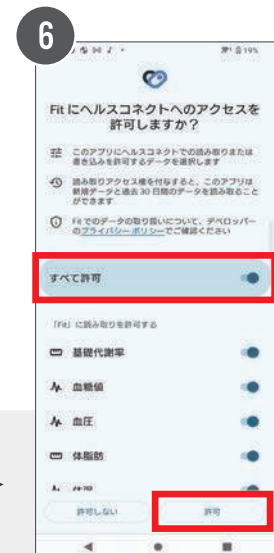 6
19%
Fit にヘルスコネクトへのアクセスを
許可しますか？
このアプリにヘルスコネクトでの読み取りまたは
書き込みを許可するデータを選択します
読み取りアクセス権を付与すると、このアプリは
新規データと過去 30 日間のデータを読み取ること
ができます
Fit でのデータの取り扱いについて、デベロッパー
のプライバシー ポリシーでご確認ください
すべて許可
「Fit」に読み取りを許可する
基礎代謝率
血糖値
血圧
体脂肪
許可しない
許可